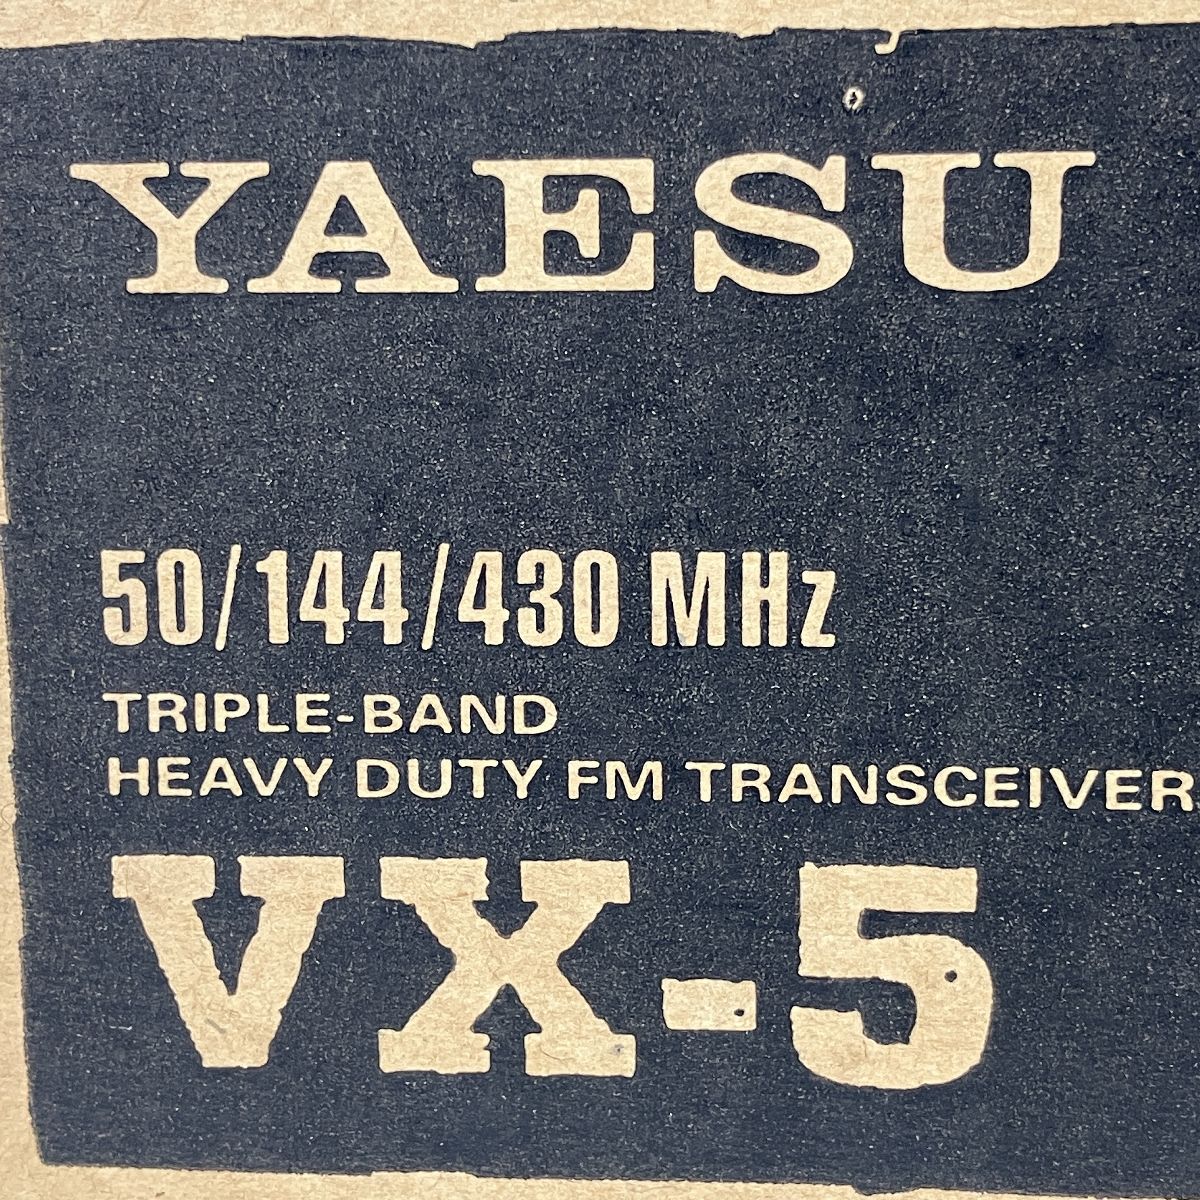 YAESU
50/144/430 MHz
TRIPLE-BAND
HEAVY DUTY FM TRANSCEIVER
VX-5